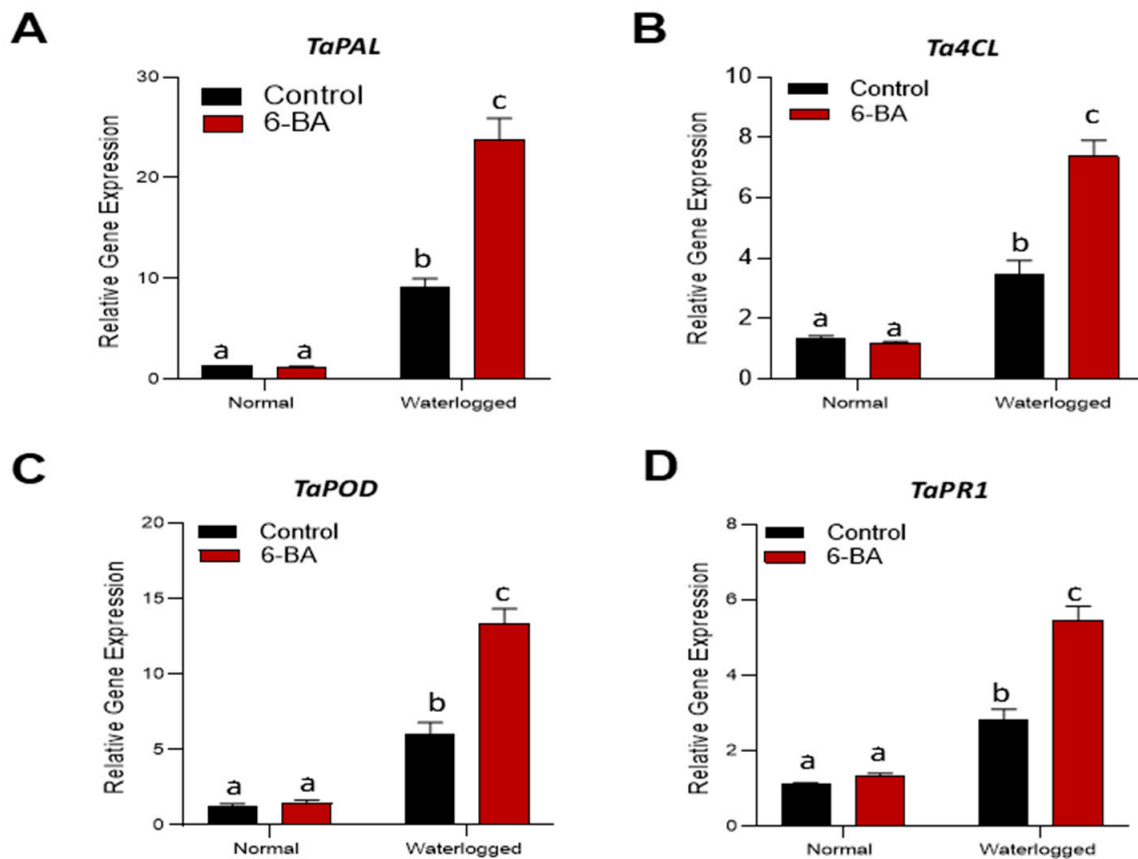 A
TaPAL
Relative Gene Expression
30
20
10
0
Control
6-BA
a
a
b
c
Normal
Waterlogged
B
Ta4CL
Relative Gene Expression
10
8
6
4
2
0
Control
6-BA
a
a
b
c
Normal
Waterlogged
C
TaPOD
Relative Gene Expression
20
15
10
5
0
Control
6-BA
a
a
b
c
Normal
Waterlogged
D
TaPR1
Relative Gene Expression
8
6
4
2
0
Control
6-BA
a
a
b
c
Normal
Waterlogged